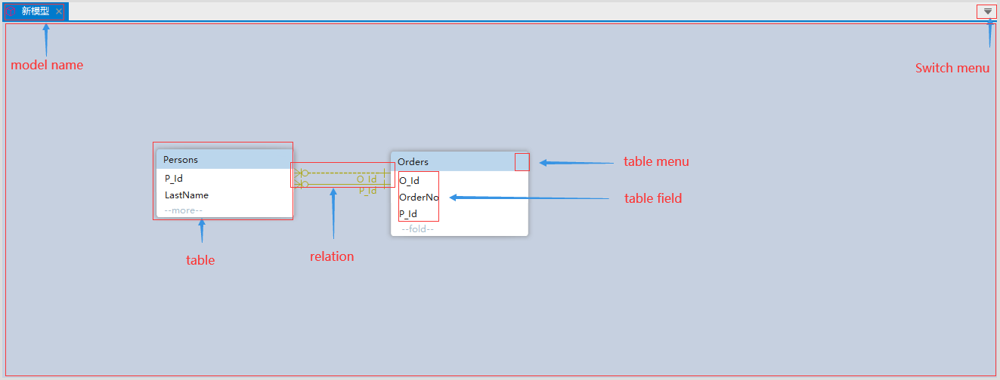 新模型
model name
Switch menu
Persons
P_Id
LastName
--more--
O_Id
P_Id
Orders
O_Id
OrderNo
P_Id
--fold--
table menu
table field
table
relation